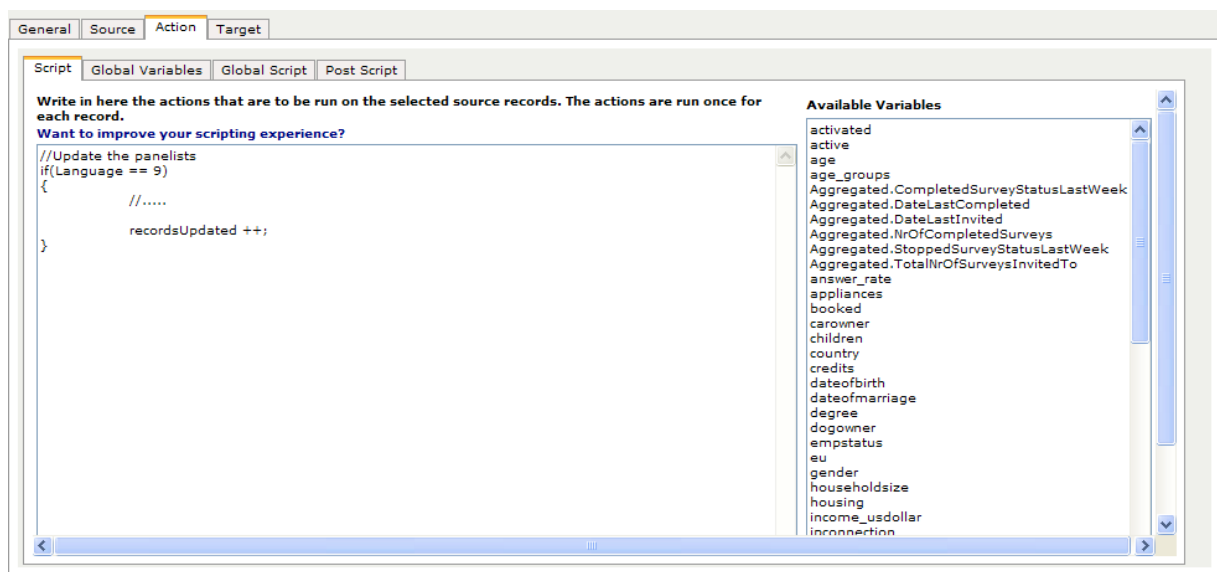 General Source Action Target
Script Global Variables Global Script Post Script
Write in here the actions that are to be run on the selected source records. The actions are run once for
each record.
Want to improve your scripting experience?
//Update the panelists
if(Language == 9)
{
//.....
recordsUpdated ++;
}
Available Variables
activated
active
age
age_groups
Aggregated.CompletedSurveyStatusLastWeek
Aggregated.DateLastCompleted
Aggregated.DateLastInvited
Aggregated.NrOfCompletedSurveys
Aggregated.StoppedSurveyStatusLastWeek
Aggregated.TotalNrOfSurveysInvitedTo
answer_rate
appliances
booked
carowner
children
country
credits
dateofbirth
dateofmarriage
degree
dogowner
empstatus
eu
gender
householdsize
housing
income_usdollar
inconnection